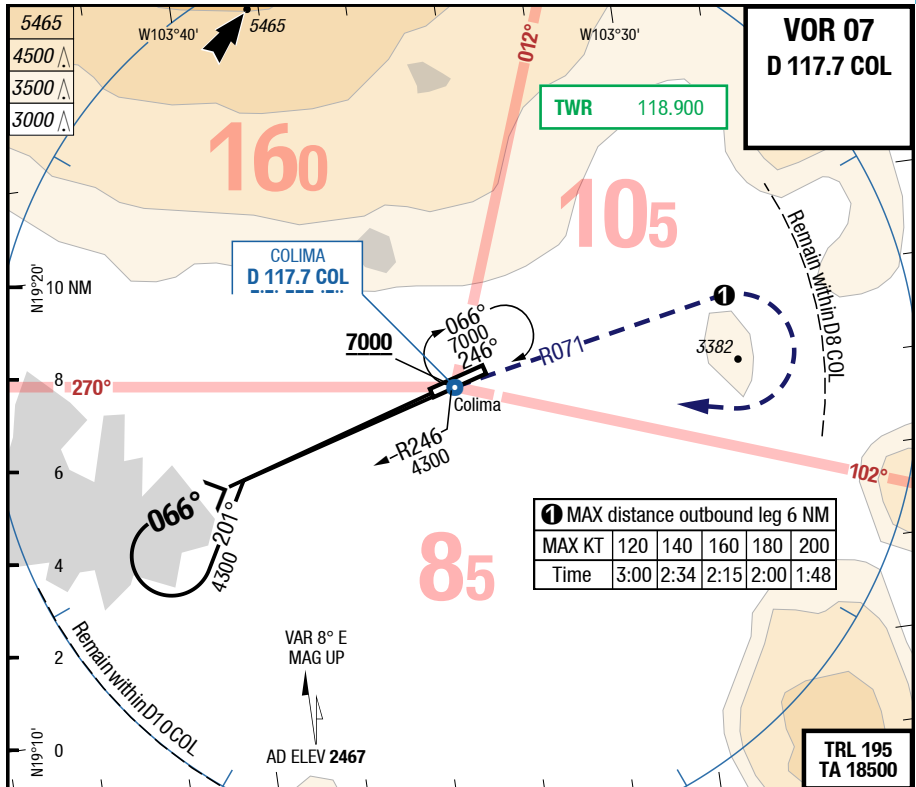 5465
4500
3500
3000
W103°40'
5465
012°
W103°30'
VOR 07
D 117.7 COL
TWR 118.900
160
105
Remain within D8 COL
COLIMA
D 117.7 COL
N19°20'
10 NM
7000
066°
7000
246°
R071
1
3382
8
270°
Colima
R246
4300
6
102°
066°
201°
4300
1 MAX distance outbound leg 6 NM
MAX KT 120 140 160 180 200
Time 3:00 2:34 2:15 2:00 1:48
4
85
Remain within D10 COL
VAR 8° E
MAG UP
2
N19°10'
0
AD ELEV 2467
TRL 195
TA 18500